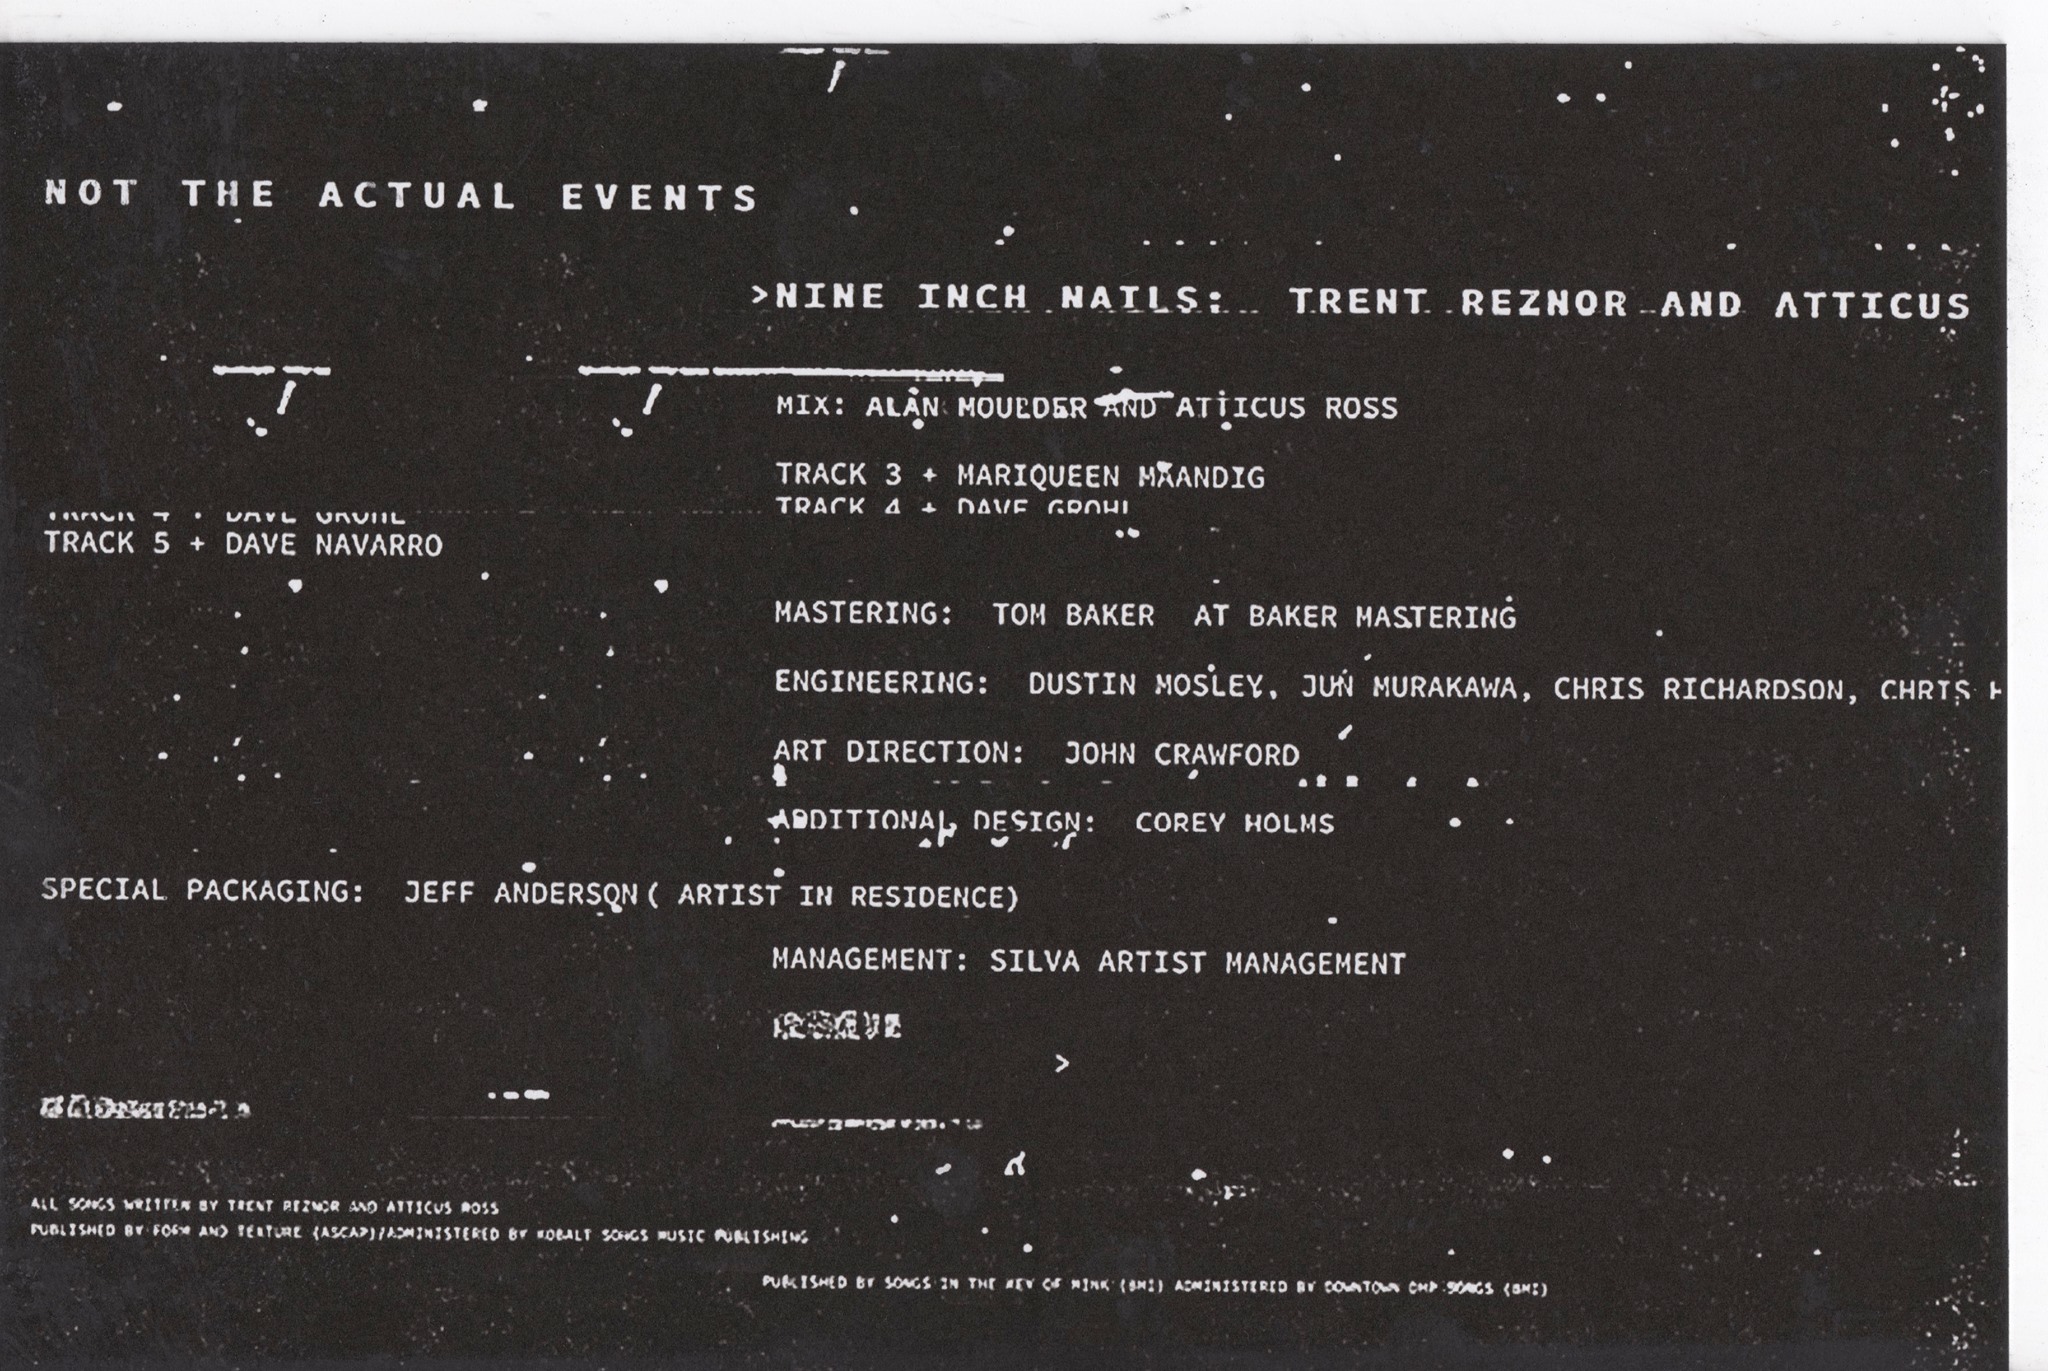 NOT THE ACTUAL EVENTS
>NINE INCH NAILS: TRENT REZNOR AND ATTICUS
MIX: ALAN MOULDER AND ATTICUS ROSS
TRACK 3 + MARIQUEEN MAANDIG
TRACK 4 + DAVE GROHL
TRACK 4 + DAVE GROHL
TRACK 5 + DAVE NAVARRO
MASTERING: TOM BAKER AT BAKER MASTERING
ENGINEERING: DUSTIN MOSLEY, JUN MURAKAWA, CHRIS RICHARDSON, CHRIS H
ART DIRECTION: JOHN CRAWFORD
ADDITIONAL DESIGN: COREY HOLMS
SPECIAL PACKAGING: JEFF ANDERSON ( ARTIST IN RESIDENCE)
MANAGEMENT: SILVA ARTIST MANAGEMENT
>
ALL SONGS WRITTEN BY TRENT REZNOR AND ATTICUS ROSS
PUBLISHED BY FORM AND TEXTURE (ASCAP)/ADMINISTERED BY KOBALT SONGS MUSIC PUBLISHING
PUBLISHED BY SONGS IN THE KEY OF MINK (BMI) ADMINISTERED BY DOWNTOWN DMP SONGS (BMI)